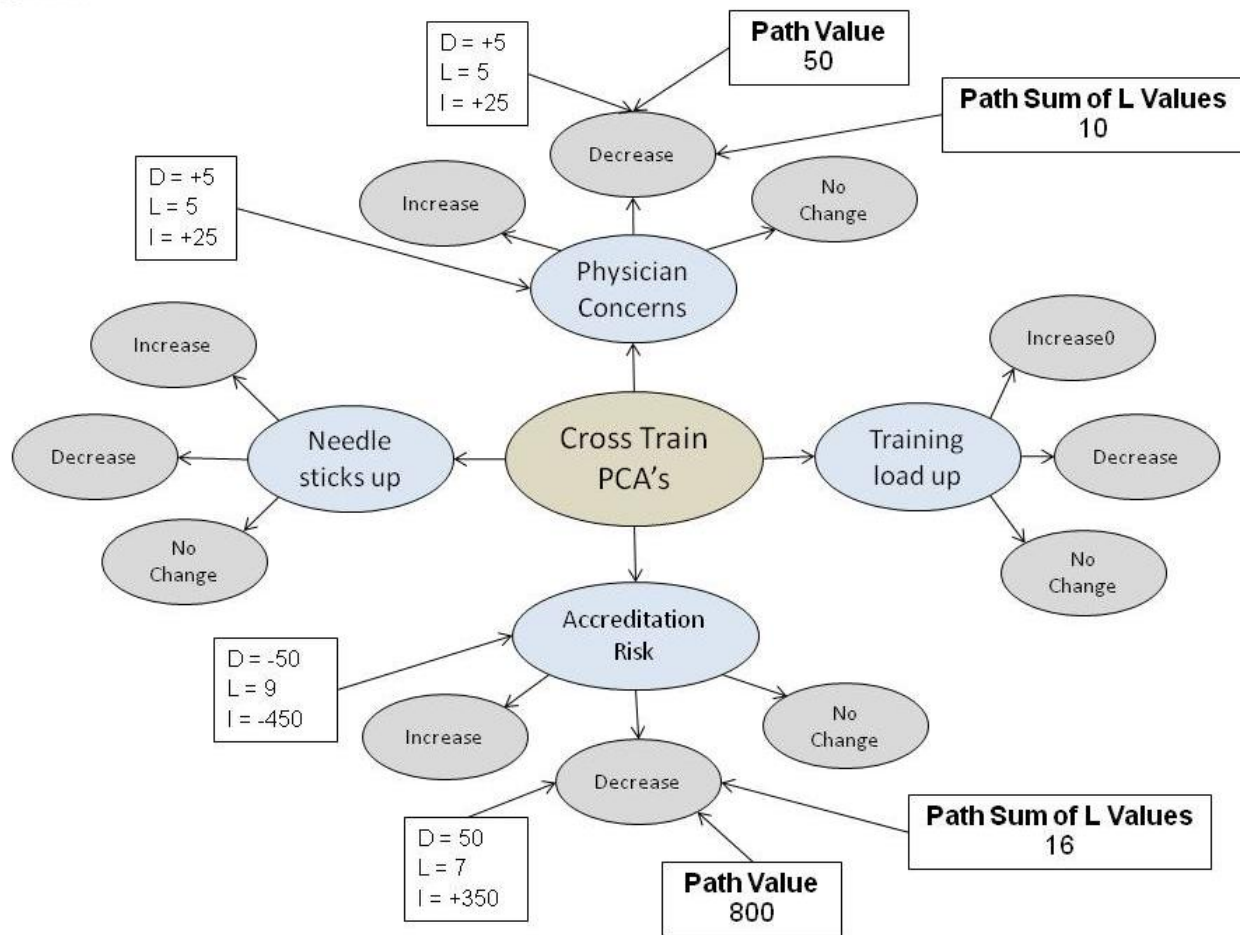 D = +5
L = 5
I = +25
Path Value
50
Path Sum of L Values
10
Decrease
D = +5
L = 5
I = +25
Increase
No
Change
Physician
Concerns
Increase
Increase0
Decrease
Needle
sticks up
Cross Train
PCA's
Training
load up
Decrease
No
Change
No
Change
Accreditation
Risk
D = -50
L = 9
I = -450
Increase
No
Change
Decrease
D = 50
L = 7
I = +350
Path Sum of L Values
16
Path Value
800